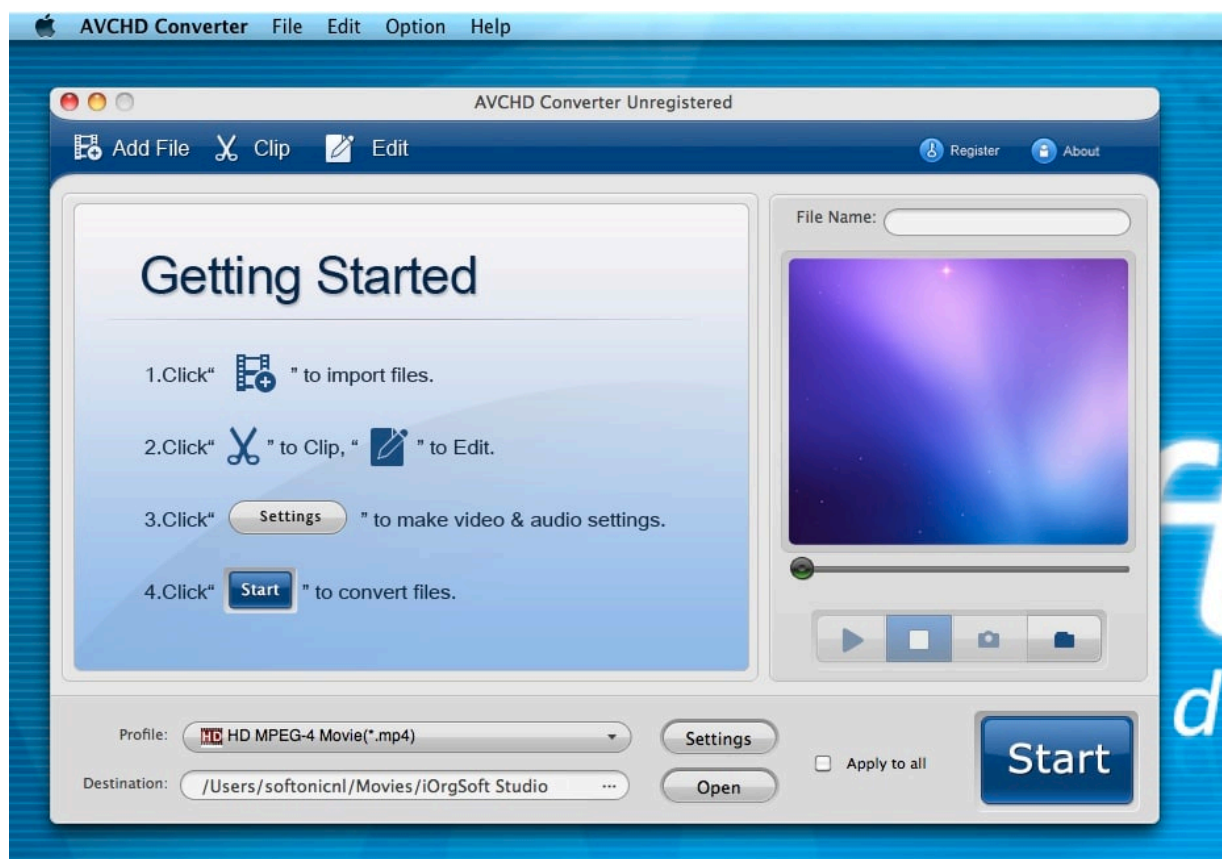 AVCHD Converter File Edit Option Help
AVCHD Converter Unregistered
Add File Clip Edit Register About
Getting Started
1.Click“ ” to import files.
2.Click“ ” to Clip, “ ” to Edit.
3.Click“ Settings ” to make video & audio settings.
4.Click“ Start ” to convert files.
File Name:
Profile: HD HD MPEG-4 Movie(*.mp4) Settings
Destination: /Users/softonicnl/Movies/iOrgSoft Studio ... Open
Apply to all
Start
d